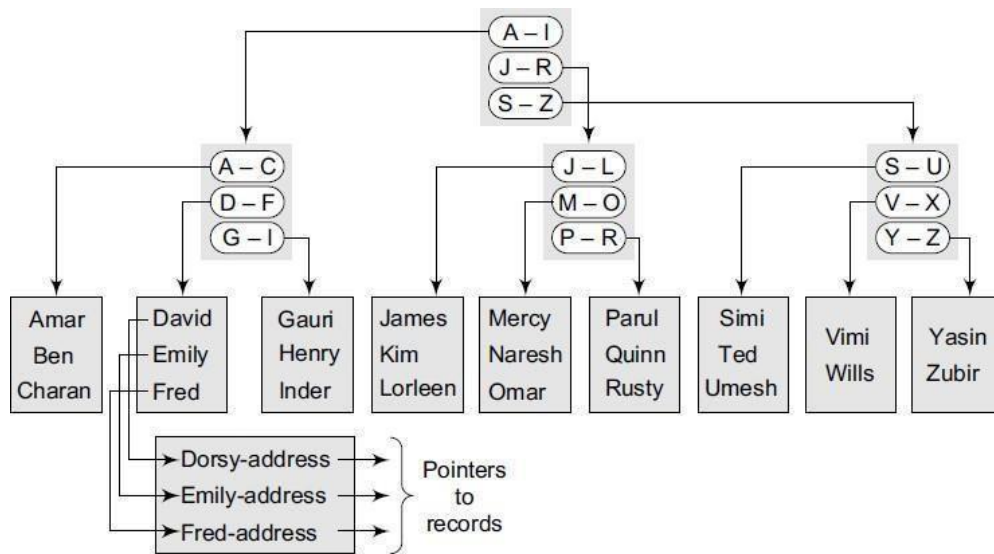 A – I
J – R
S – Z
A – C
D – F
G – I
J – L
M – O
P – R
S – U
V – X
Y – Z
Amar
Ben
Charan
David
Emily
Fred
Gauri
Henry
Inder
James
Kim
Lorleen
Mercy
Naresh
Omar
Parul
Quinn
Rusty
Simi
Ted
Umesh
Vimi
Wills
Yasin
Zubir
Dorsy-address
Emily-address
Fred-address
Pointers
to
records